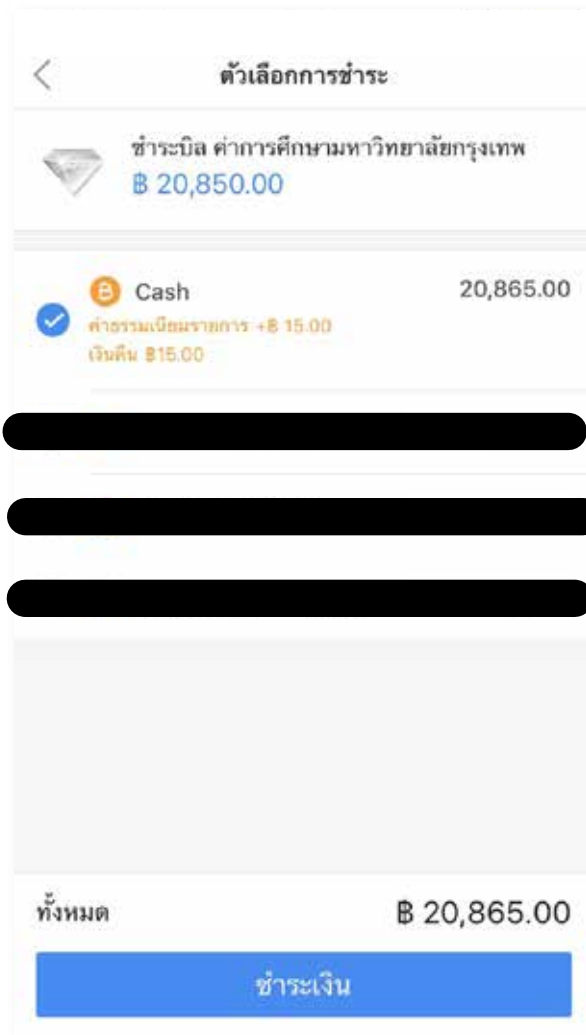 ตัวเลือกการชำระ
ชำระบิล ค่าการศึกษามหาวิทยาลัยกรุงเทพ
฿ 20,850.00
Cash 20,865.00
ค่าธรรมเนียมรายการ +฿ 15.00
เงินคืน ฿15.00
ทั้งหมด ฿ 20,865.00
ชำระเงิน